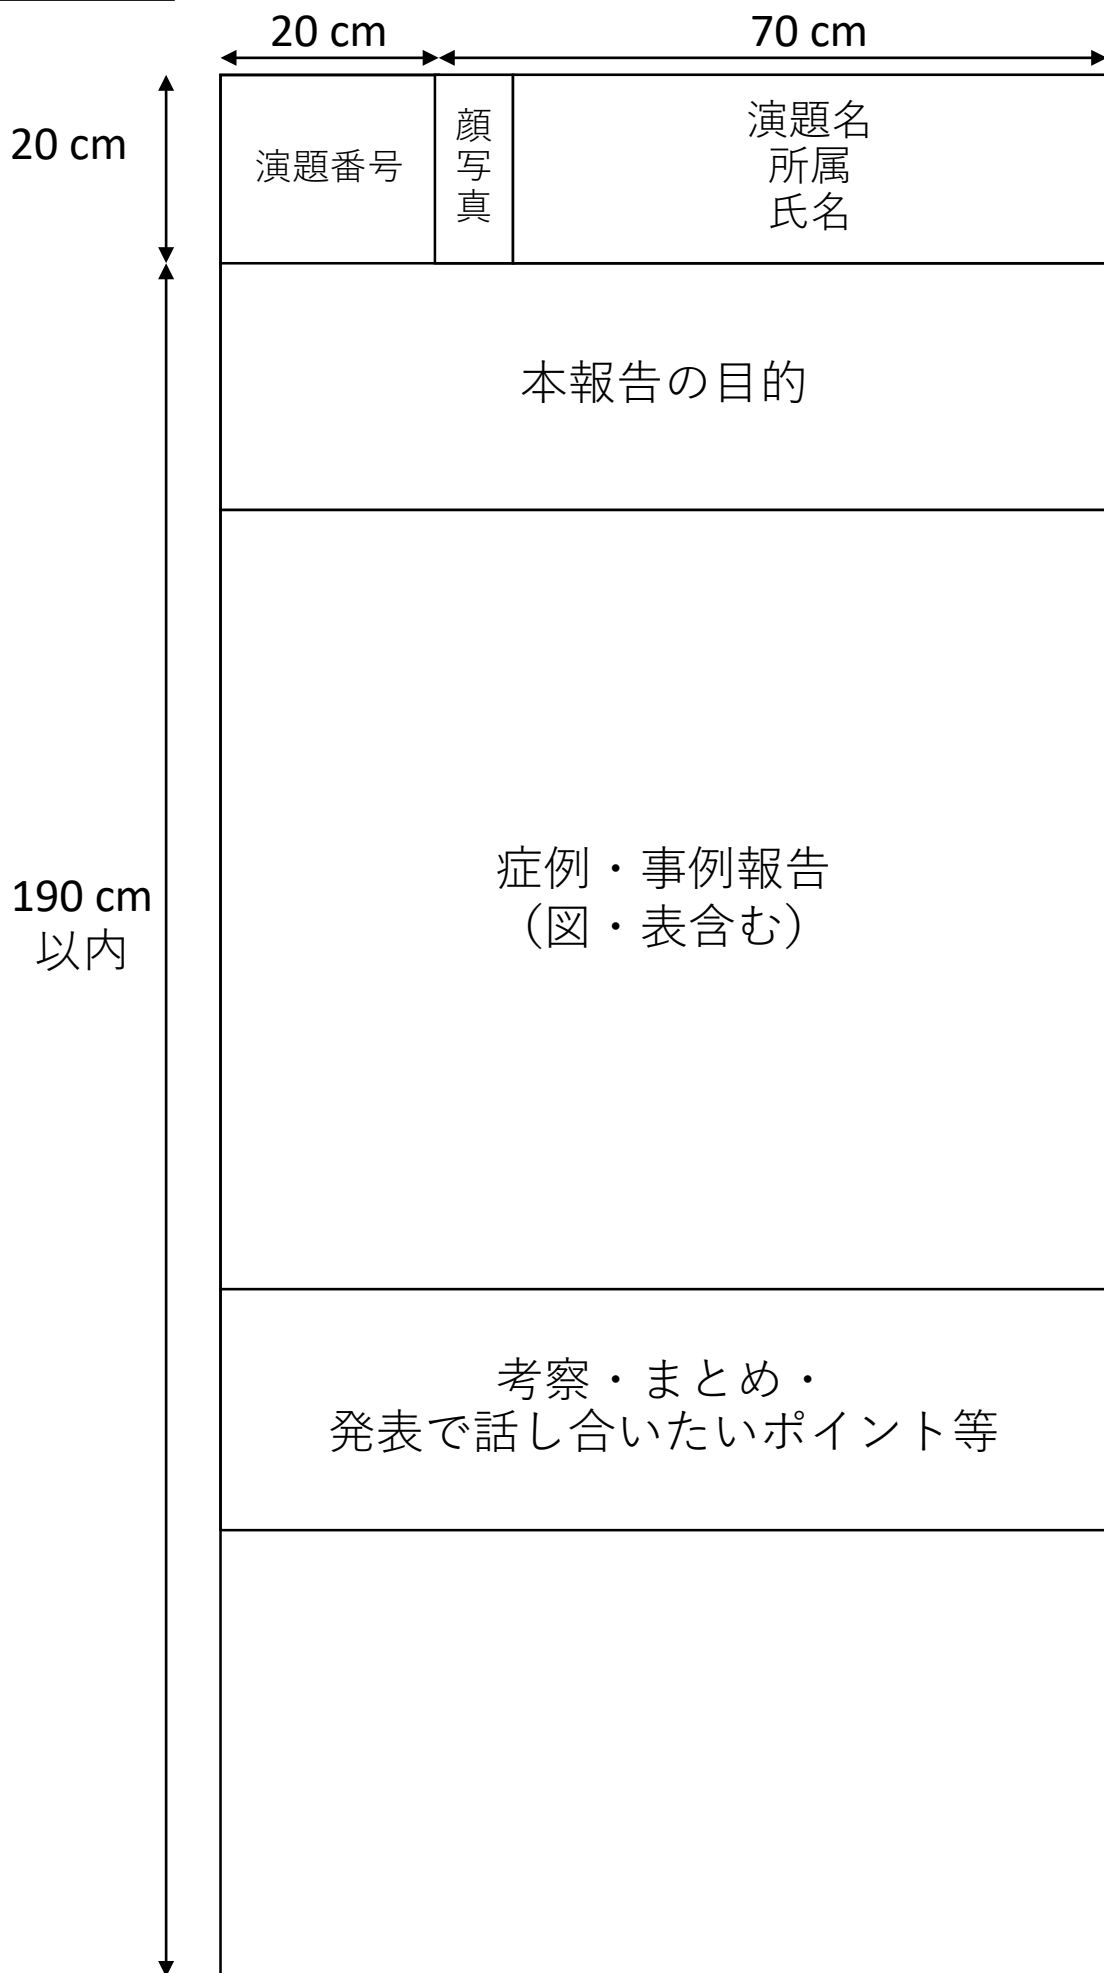 20 cm
70 cm
20 cm
演題番号
顔写真
演題名
所属
氏名
本報告の目的
190 cm
以内
症例・事例報告
（図・表含む）
考察・まとめ・
発表で話し合いたいポイント等